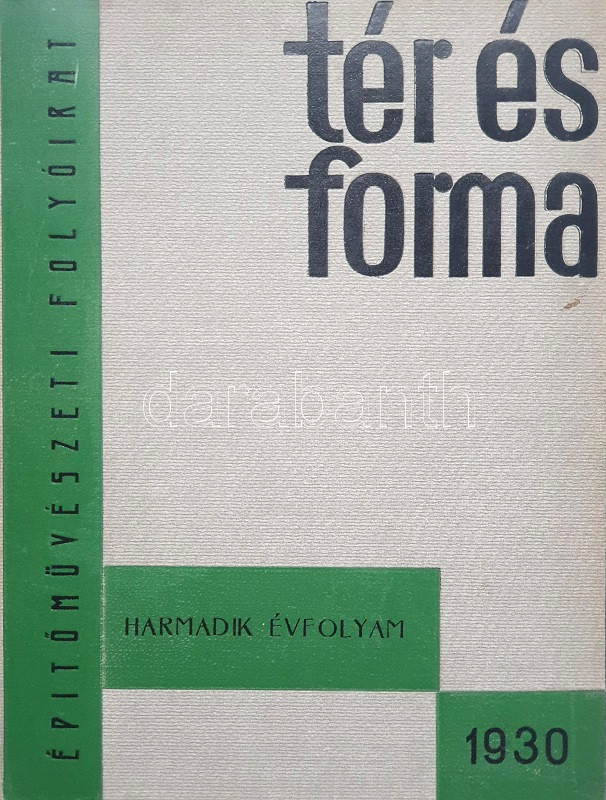 tér és
forma
ÉPITŐMŰVÉSZETI FOLYÓIRAT
darabanth
HARMADIK ÉVFOLYAM
1930